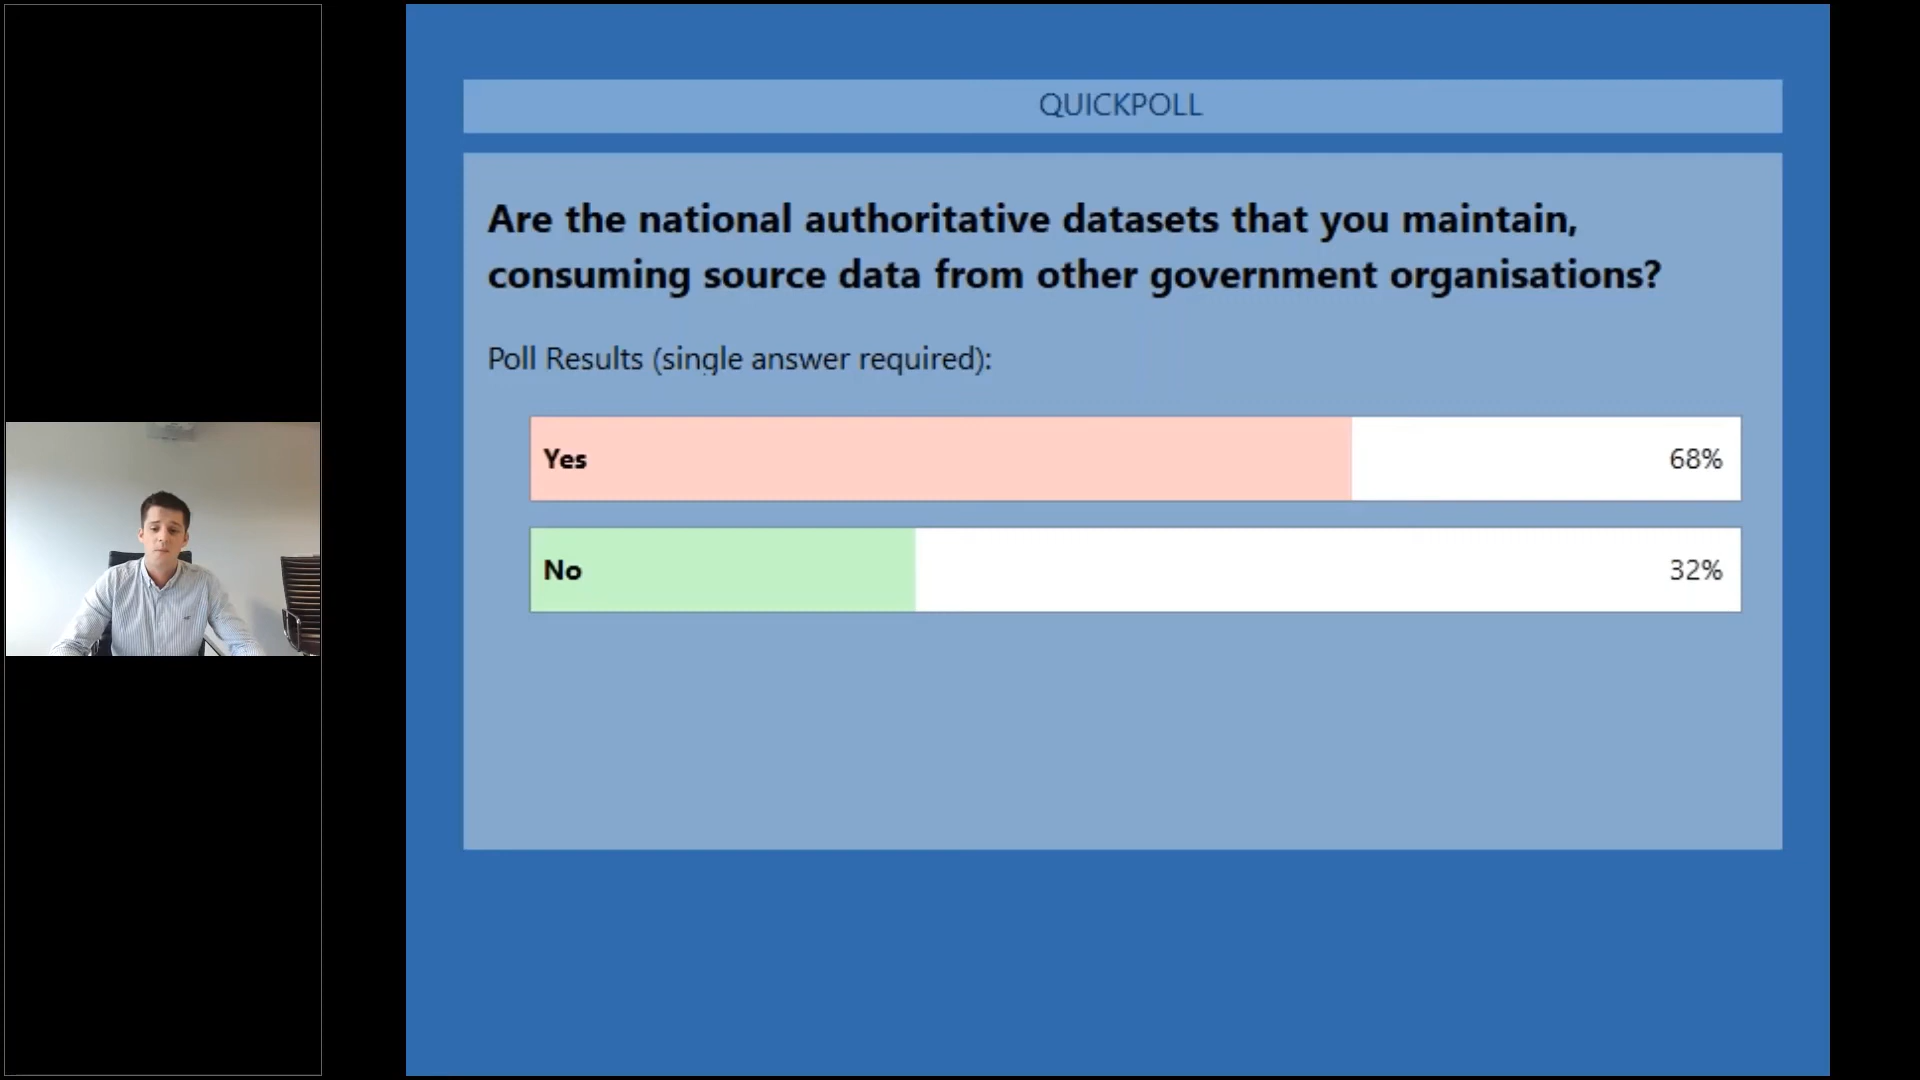 QUICKPOLL
Are the national authoritative datasets that you maintain,
consuming source data from other government organisations?
Poll Results (single answer required):
Yes 68%
No 32%